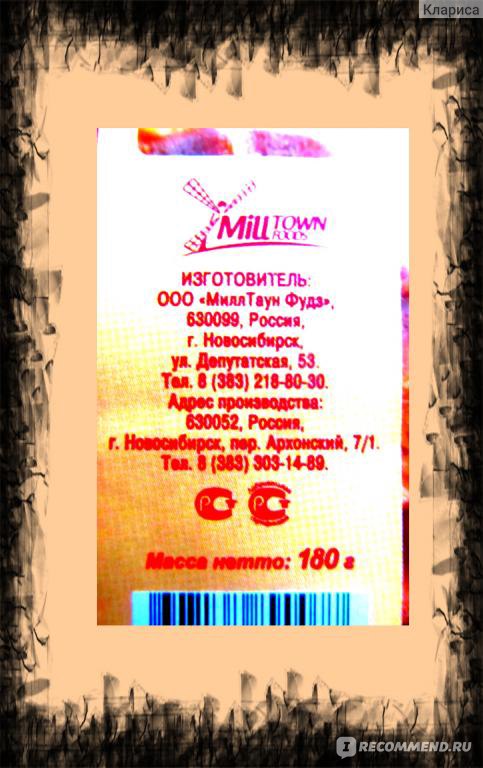 Клариса
Mill TOWN
FOODS
ИЗГОТОВИТЕЛЬ:
ООО «МиллТаун Фудз»,
630099, Россия,
г. Новосибирск,
ул. Депутатская, 53.
Тел. 8 (383) 218-80-30.
Адрес производства:
630052, Россия,
г. Новосибирск, пер. Архонский, 7/1.
Тел. 8 (383) 303-14-89.
Масса нетто: 180 г
IRECOMMEND.RU